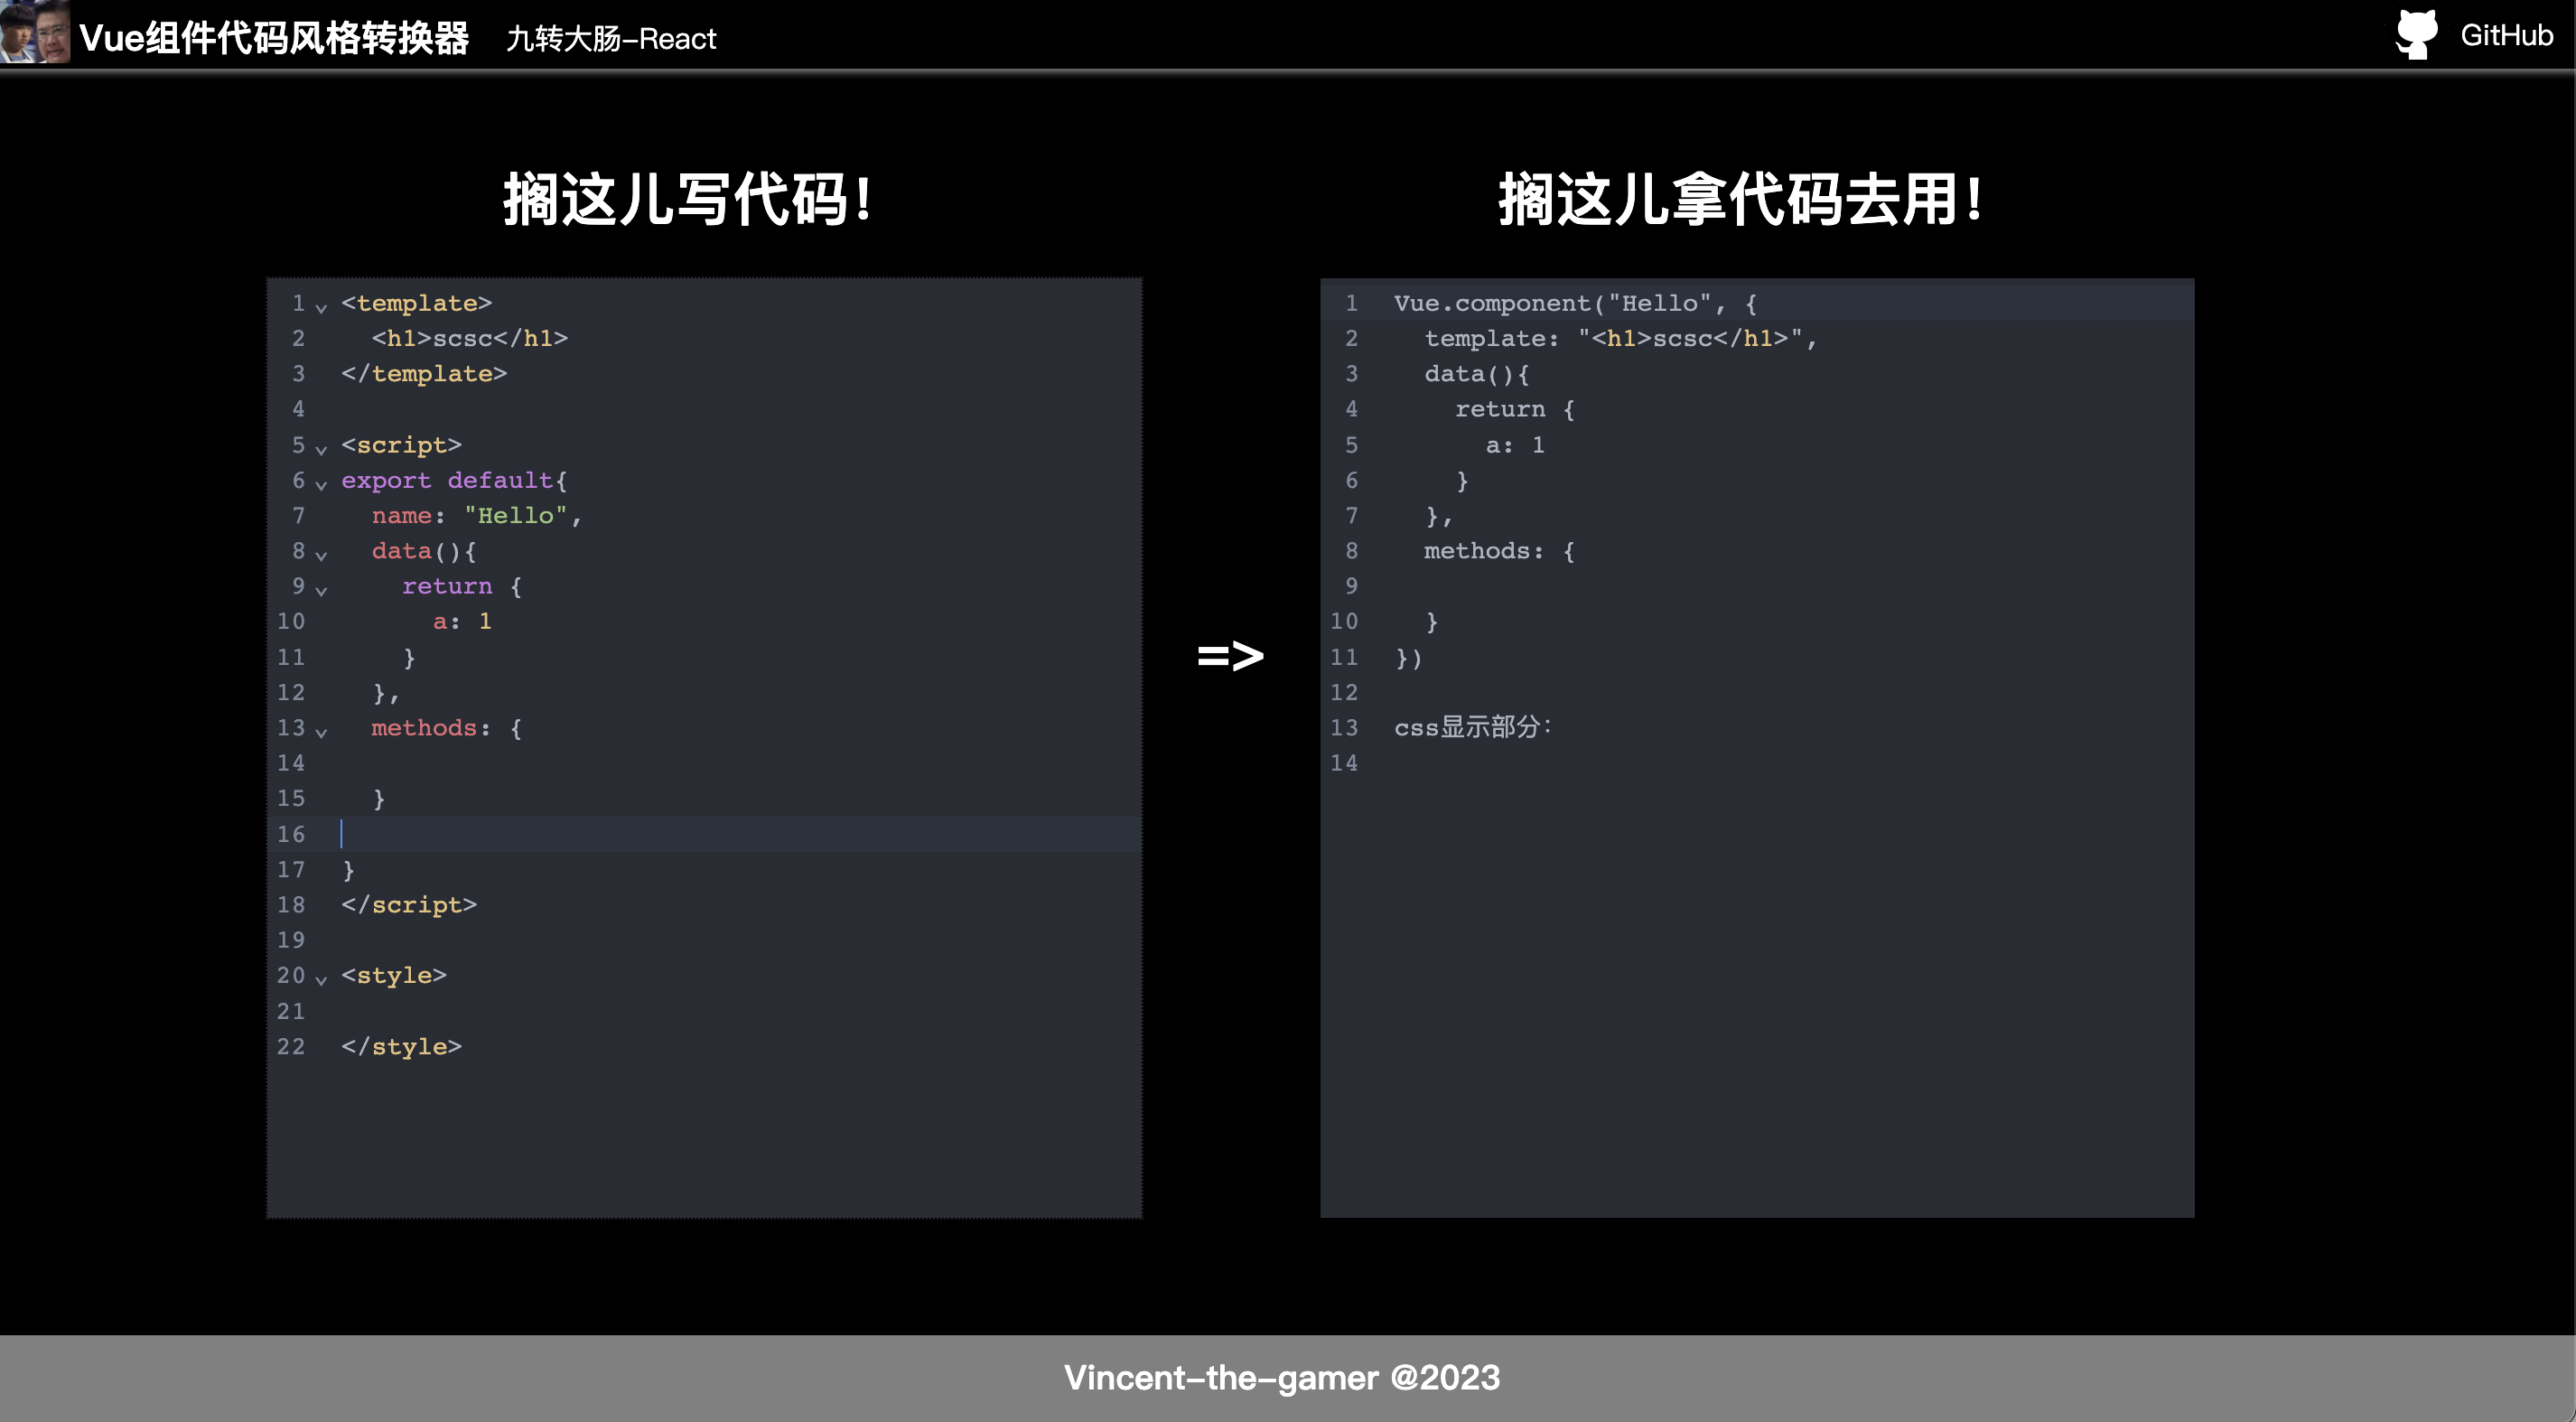 Vue组件代码风格转换器 九转大肠-React GitHub
搁这儿写代码!
1 <template>
2 <h1>scsc</h1>
3 </template>
4
5 <script>
6 export default{
7 name: "Hello",
8 data(){
9 return {
10 a: 1
11 }
12 },
13 methods: {
14
15 }
16
17 }
18 </script>
19
20 <style>
21
22 </style>
=>
搁这儿拿代码去用!
1 Vue.component("Hello", {
2 template: "<h1>scsc</h1>",
3 data(){
4 return {
5 a: 1
6 }
7 },
8 methods: {
9
10 }
11 })
12
13 css显示部分:
14
Vincent-the-gamer @2023